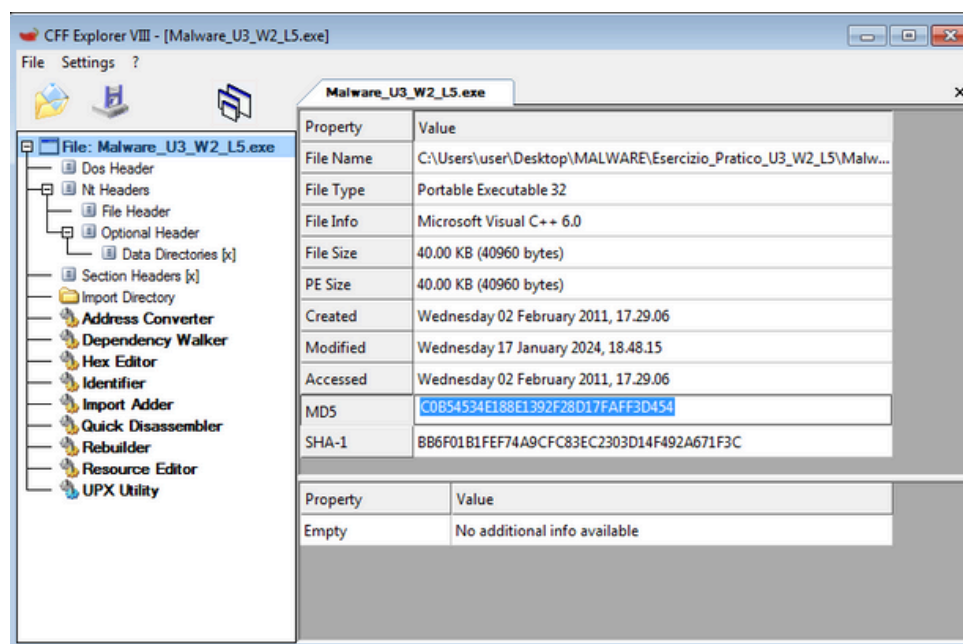 CFF Explorer VIII - [Malware_U3_W2_L5.exe]
File Settings ?
Malware_U3_W2_L5.exe
File: Malware_U3_W2_L5.exe
Dos Header
Nt Headers
File Header
Optional Header
Data Directories [x]
Section Headers [x]
Import Directory
Address Converter
Dependency Walker
Hex Editor
Identifier
Import Adder
Quick Disassembler
Rebuilder
Resource Editor
UPX Utility
Property Value
File Name C:\Users\user\Desktop\MALWARE\Esercizio_Pratico_U3_W2_L5\Malw...
File Type Portable Executable 32
File Info Microsoft Visual C++ 6.0
File Size 40.00 KB (40960 bytes)
PE Size 40.00 KB (40960 bytes)
Created Wednesday 02 February 2011, 17.29.06
Modified Wednesday 17 January 2024, 18.48.15
Accessed Wednesday 02 February 2011, 17.29.06
MD5 C0B54534E188E1392F28D17FAFF3D454
SHA-1 BB6F01B1FEF74A9CFC83EC2303D14F492A671F3C
Property Value
Empty No additional info available